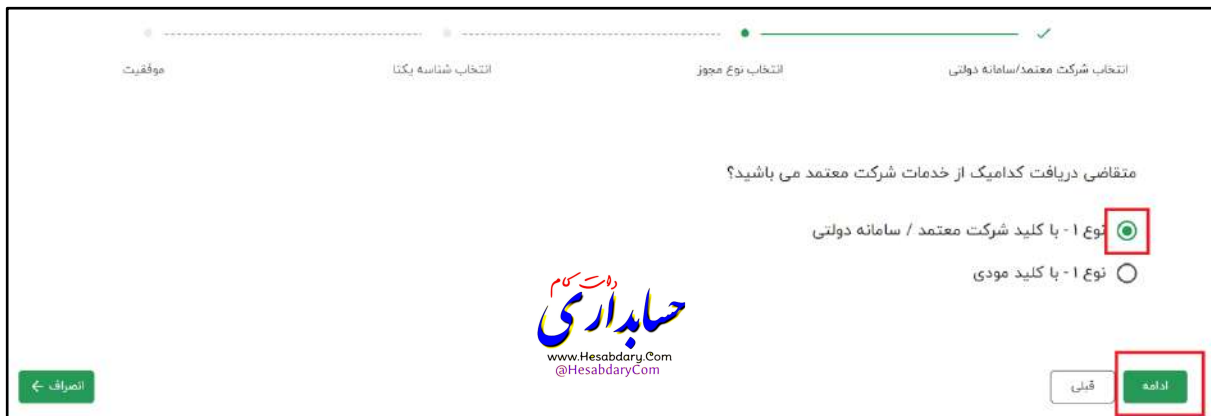 انتخاب شرکت معتمد/سامانه دولتی
انتخاب نوع مجوز
انتخاب شناسه یکتا
موفقیت
متقاضی دریافت کدامیک از خدمات شرکت معتمد می باشید؟
نوع ۱ - با کلید شرکت معتمد / سامانه دولتی
نوع ۱ - با کلید مودی
حسابداری
دات کام
www.Hesabdary.Com
@HesabdaryCom
ادامه
قبلی
انصراف